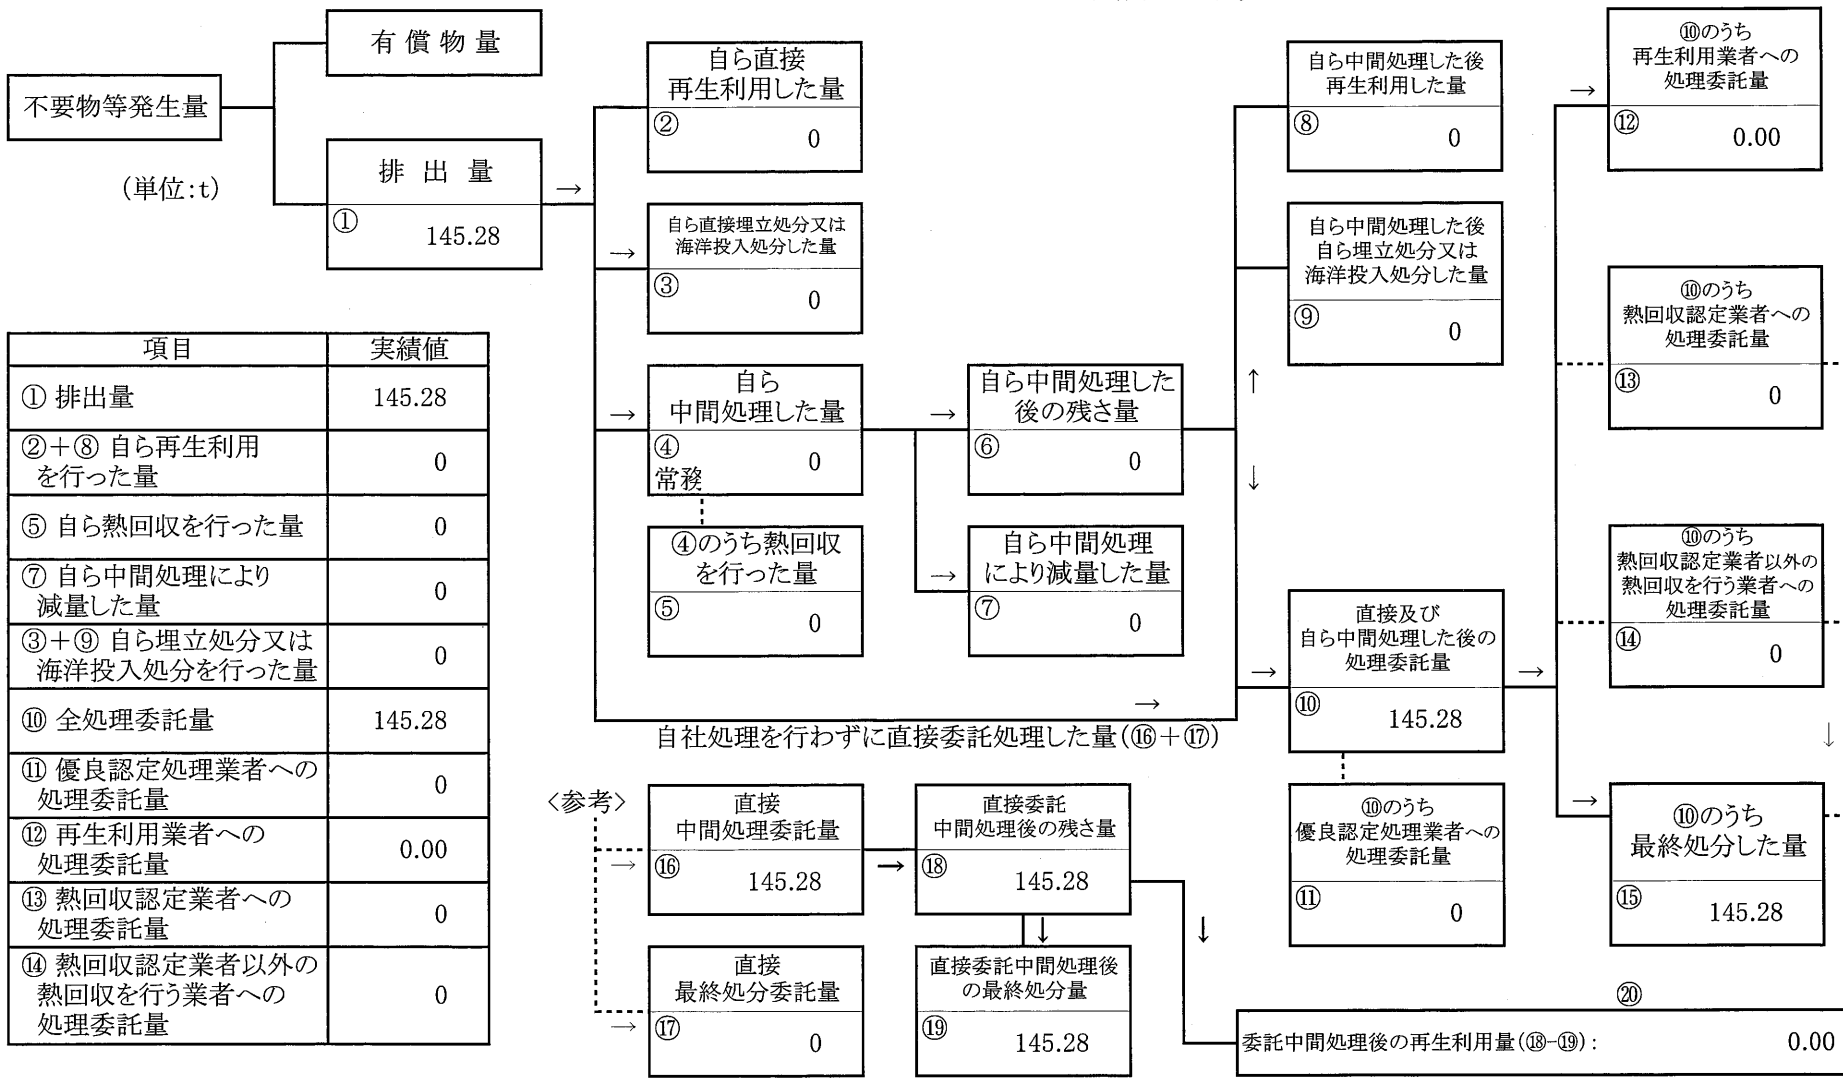 不要物等発生量
(単位:t)
有償物量
排出量
①
145.28
→
自ら直接
再生利用した量
②
0
→
自ら直接埋立処分又は
海洋投入処分した量
③
0
→
自ら
中間処理した量
④
0
常務
④のうち熱回収
を行った量
⑤
0
→
自ら中間処理した
後の残さ量
⑥
0
→
自ら中間処理
により減量した量
⑦
0
自ら中間処理した後
再生利用した量
⑧
0
自ら中間処理した後
自ら埋立処分又は
海洋投入処分した量
⑨
0
↑
↓
→
自社処理を行わずに直接委託処理した量(⑯+⑰)
→
直接及び
自ら中間処理した後の
処理委託量
⑩
145.28
⑩のうち
優良認定処理業者への
処理委託量
⑪
0
→
→
⑩のうち
再生利用業者への
処理委託量
⑫
0.00
⑩のうち
熱回収認定業者への
処理委託量
⑬
0
⑩のうち
熱回収認定業者以外の
熱回収を行う業者への
処理委託量
⑭
0
↓
→
⑩のうち
最終処分した量
⑮
145.28
項目 実績値
① 排出量 145.28
②+⑧ 自ら再生利用
を行った量 0
⑤ 自ら熱回収を行った量 0
⑦ 自ら中間処理により
減量した量 0
③+⑨ 自ら埋立処分又は
海洋投入処分を行った量 0
⑩ 全処理委託量 145.28
⑪ 優良認定処理業者への
処理委託量 0
⑫ 再生利用業者への
処理委託量 0.00
⑬ 熱回収認定業者への
処理委託量 0
⑭ 熱回収認定業者以外の
熱回収を行う業者への
処理委託量 0
<参考>
→
直接
中間処理委託量
⑯
145.28
→
直接委託
中間処理後の残さ量
⑱
145.28
↓
↓
→
直接
最終処分委託量
⑰
0
直接委託中間処理後
の最終処分量
⑲
145.28
⑳
委託中間処理後の再生利用量(⑱-⑲): 0.00